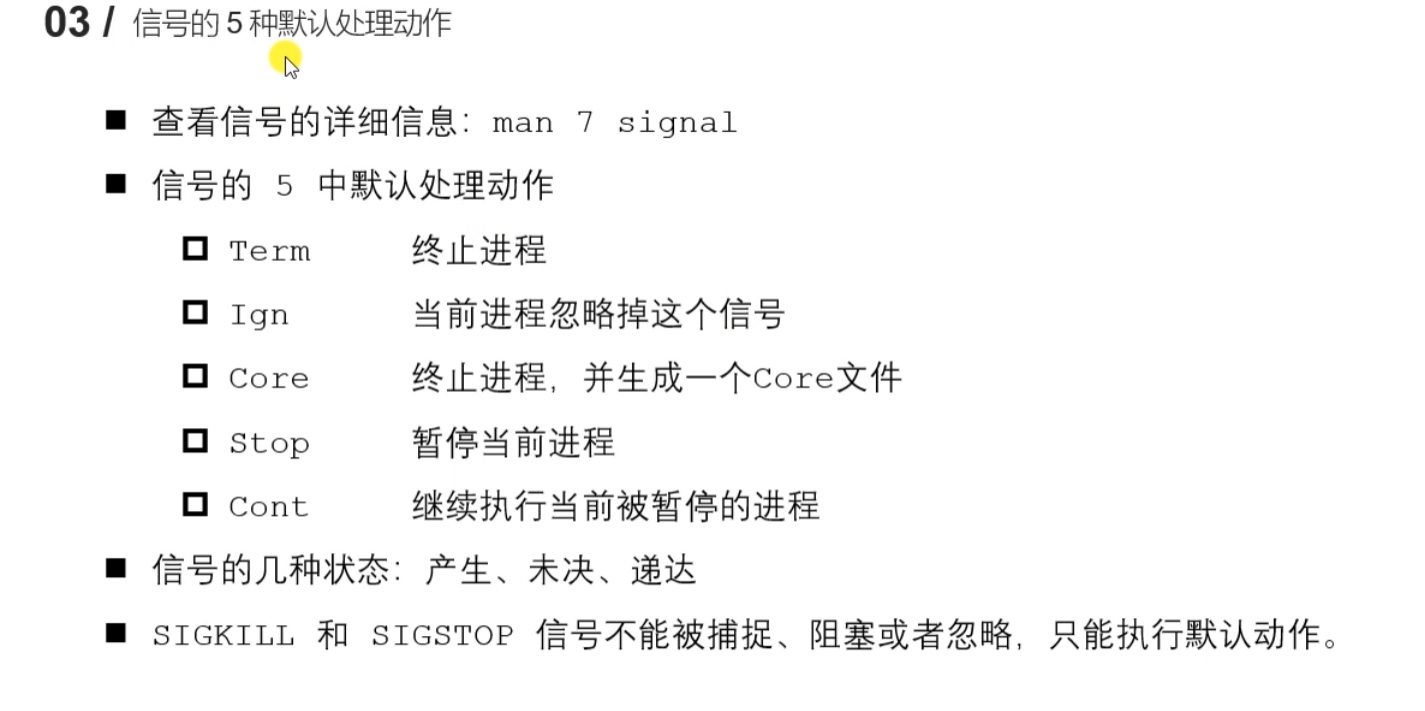 03 / 信号的 5 种默认处理动作
■ 查看信号的详细信息：man 7 signal
■ 信号的 5 中默认处理动作
Term 终止进程
Ign 当前进程忽略掉这个信号
Core 终止进程，并生成一个Core文件
Stop 暂停当前进程
Cont 继续执行当前被暂停的进程
■ 信号的几种状态：产生、未决、递达
■ SIGKILL 和 SIGSTOP 信号不能被捕捉、阻塞或者忽略，只能执行默认动作。